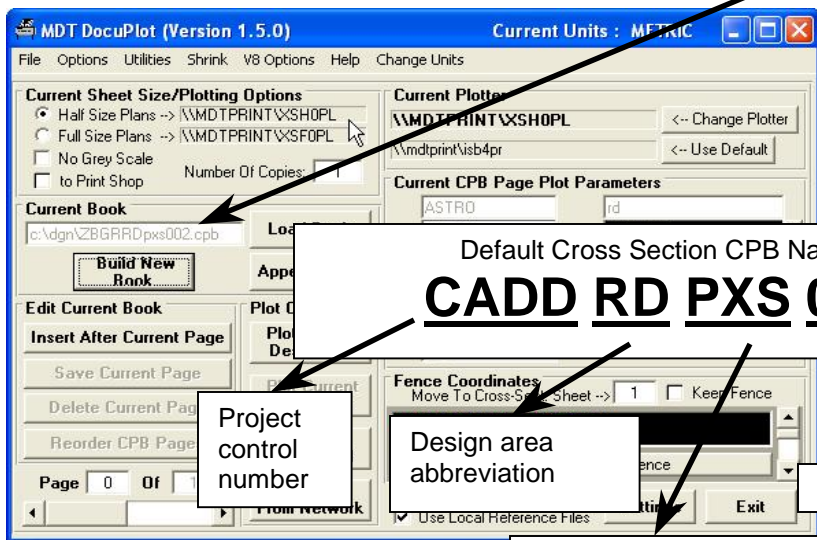 MDT DocuPlot (Version 1.5.0) Current Units : METRIC
File Options Utilities Shrink V8 Options Help Change Units
Current Sheet Size/Plotting Options
Half Size Plans --> \\MDTPRINT\XSH0PL
Full Size Plans --> \\MDTPRINT\XSF0PL
No Grey Scale
to Print Shop
Number Of Copies: 1
Current Plotter
\\MDTPRINT\XSH0PL
<-- Change Plotter
\\mdtprint\isb4pr
<-- Use Default
Current CPB Page Plot Parameters
ASTRO rd
Current Book
c:\dgn\ZBGRRDpxs002.cpb
Build New
Book
Default Cross Section CPB
CADD RD PXS
Edit Current Book
Insert After Current Page
Save Current Page
Delete Current Pag
Reorder CPB Page
Page 0 Of 1
Project
control
number
From Network
Fence Coordinates
Move To Cross-Sect. Sheet --> 1
Keep Fence
Design area
abbreviation
Use Local Reference Files
Exit